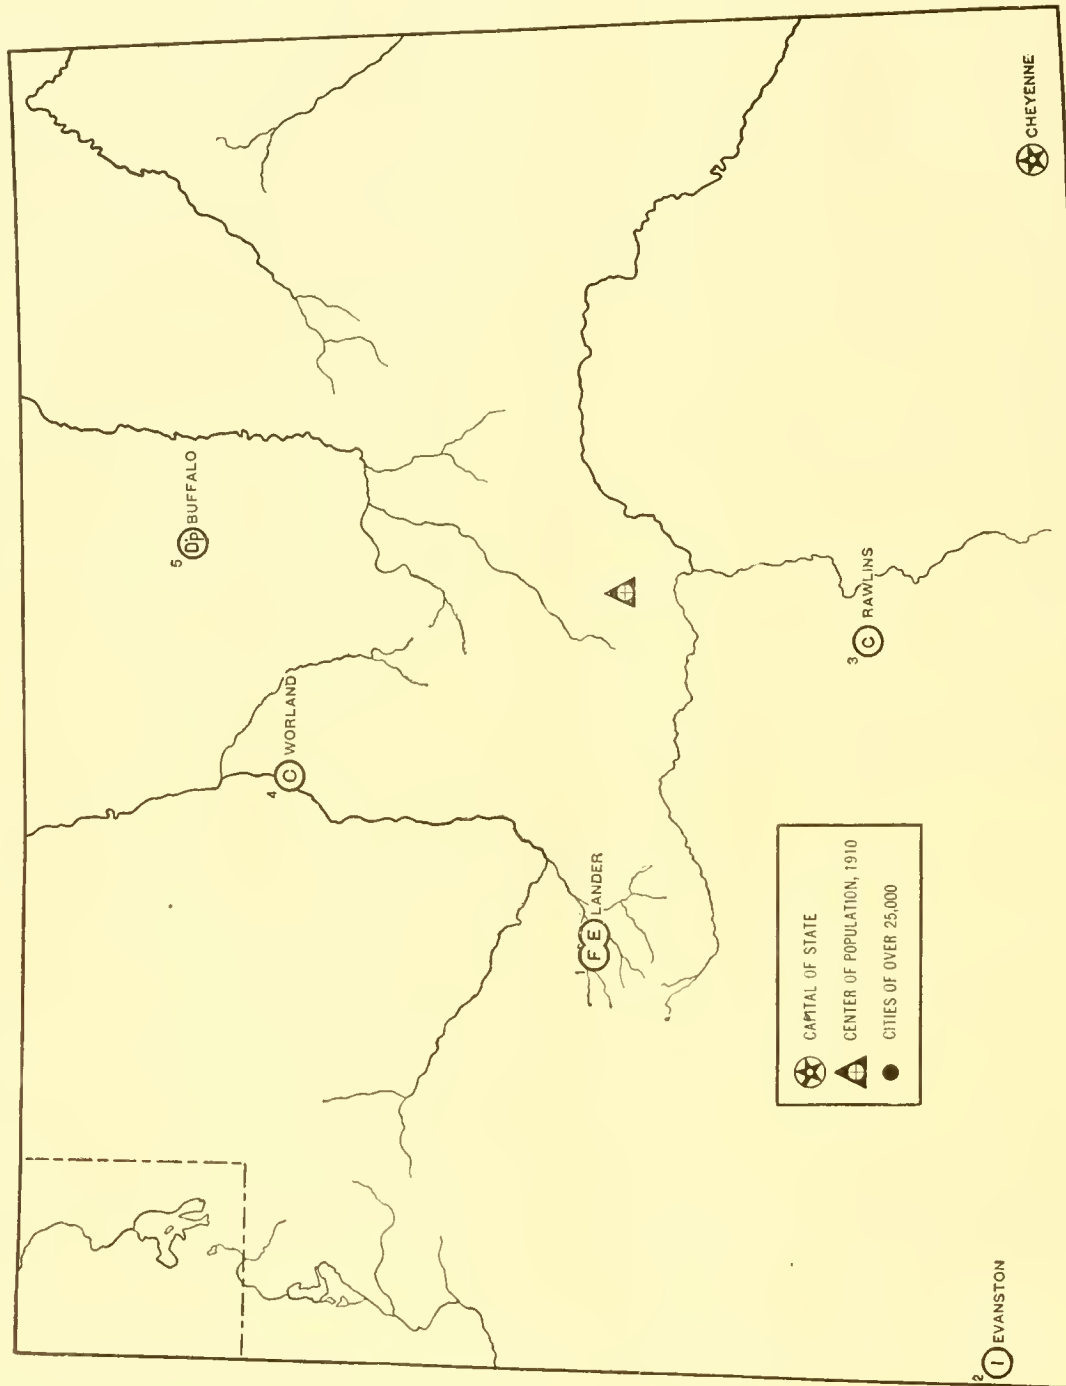 5
Dp
BUFFALO
4
C
WORLAND
1
F E
LANDER
3
C
RAWLINS
CHEYENNE
2
I
EVANSTON
CAPITAL OF STATE
CENTER OF POPULATION, 1910
CITIES OF OVER 25,000